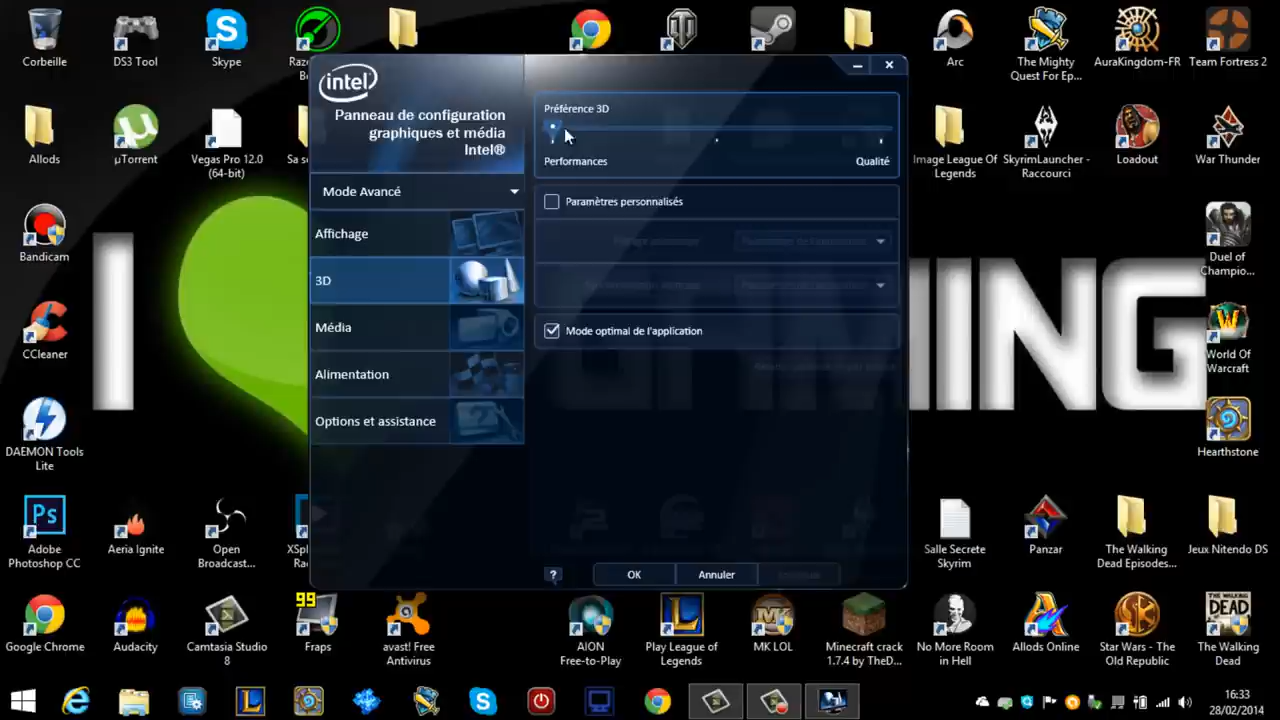 Corbeille
DS3 Tool
Skype
Arc
The Mighty
Quest For Ep...
AuraKingdom-FR
Team Fortress 2
Allods
µTorrent
Vegas Pro 12.0
(64-bit)
Image League Of
Legends
SkyrimLauncher -
Raccourci
Loadout
War Thunder
Bandicam
Duel of
Champio...
CCleaner
World Of
Warcraft
DAEMON Tools
Lite
Hearthstone
I
MING
Ps
Adobe
Photoshop CC
Aeria Ignite
Open
Broadcast...
Salle Secrete
Skyrim
Panzar
The Walking
Dead Episodes...
Jeux Nintendo DS
Google Chrome
Audacity
Camtasia Studio
8
99
Fraps
avast! Free
Antivirus
AION
Free-to-Play
Play League of
Legends
MK LOL
Minecraft crack
1.7.4 by TheD...
No More Room
in Hell
Allods Online
Star Wars - The
Old Republic
The Walking
Dead
intel
Panneau de configuration
graphiques et média
Intel®
Mode Avancé
Affichage
3D
Média
Alimentation
Options et assistance
Préférence 3D
Performances
Qualité
Paramètres personnalisés
Mode optimal de l'application
?
OK
Annuler
16:33
28/02/2014